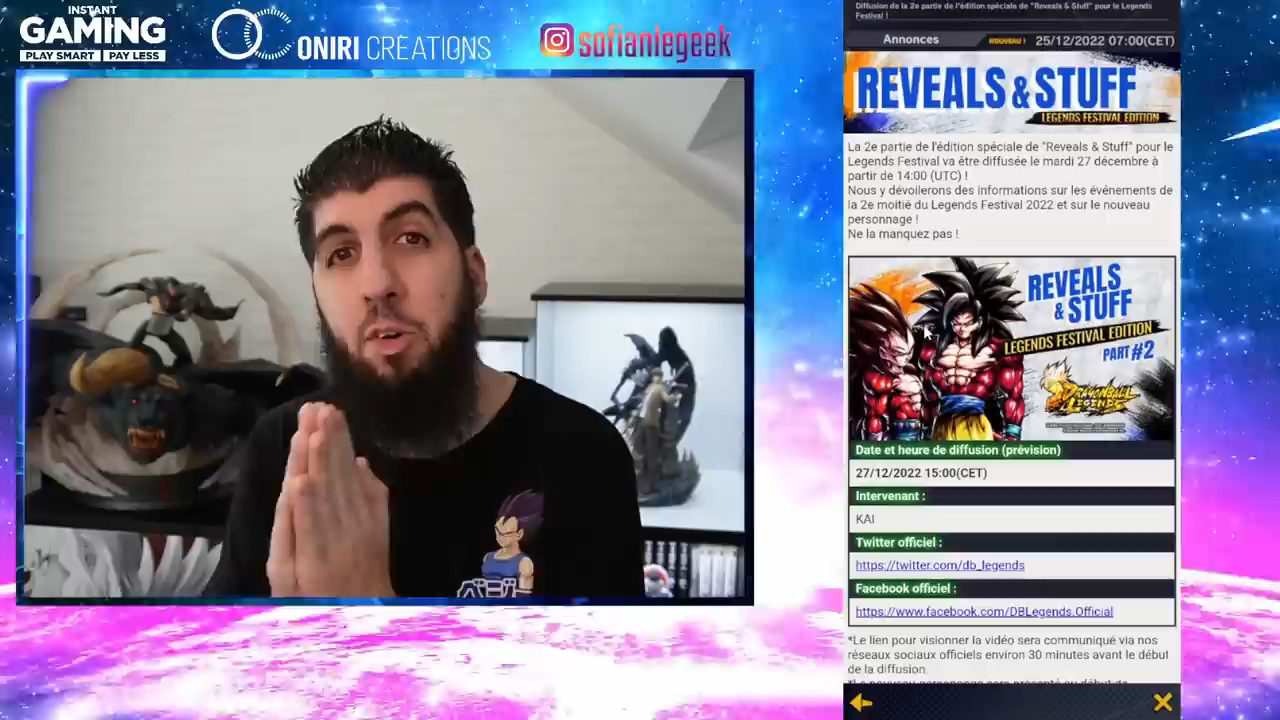 INSTANT
GAMING
PLAY SMART | PAY LESS
ONIRI CREATIONS
sofianlegeek
Diffusion de la 2e partie de l'édition spéciale de "Reveals & Stuff" pour le Legends
Festival !
Annonces
NOUVEAU !
25/12/2022 07:00(CET)
REVEALS & STUFF
LEGENDS FESTIVAL EDITION
La 2e partie de l'édition spéciale de "Reveals & Stuff" pour le
Legends Festival va être diffusée le mardi 27 décembre à
partir de 14:00 (UTC) !
Nous y dévoilerons des informations sur les événements de
la 2e moitié du Legends Festival 2022 et sur le nouveau
personnage !
Ne la manquez pas !
REVEALS
& STUFF
LEGENDS FESTIVAL EDITION
PART #2
DRAGONBALL
LEGENDS
Date et heure de diffusion (prévision)
27/12/2022 15:00(CET)
Intervenant :
KAI
Twitter officiel :
https://twitter.com/db_legends
Facebook officiel :
https://www.facebook.com/DBLegends.Official
*Le lien pour visionner la vidéo sera communiqué via nos
réseaux sociaux officiels environ 30 minutes avant le début
de la diffusion.